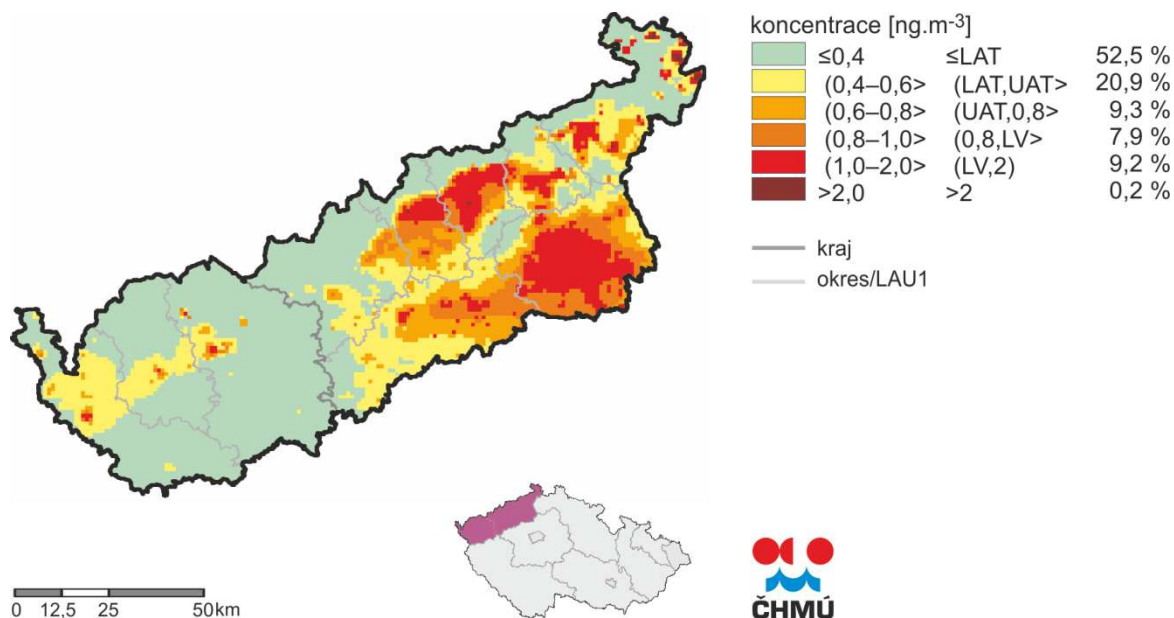 koncentrace [ng.m-3]
≤0,4 ≤LAT 52,5 %
(0,4–0,6> (LAT,UAT> 20,9 %
(0,6–0,8> (UAT,0,8> 9,3 %
(0,8–1,0> (0,8,LV> 7,9 %
(1,0–2,0> (LV,2) 9,2 %
>2,0 >2 0,2 %
kraj
okres/LAU1
0 12,5 25 50km
ČHMÚ